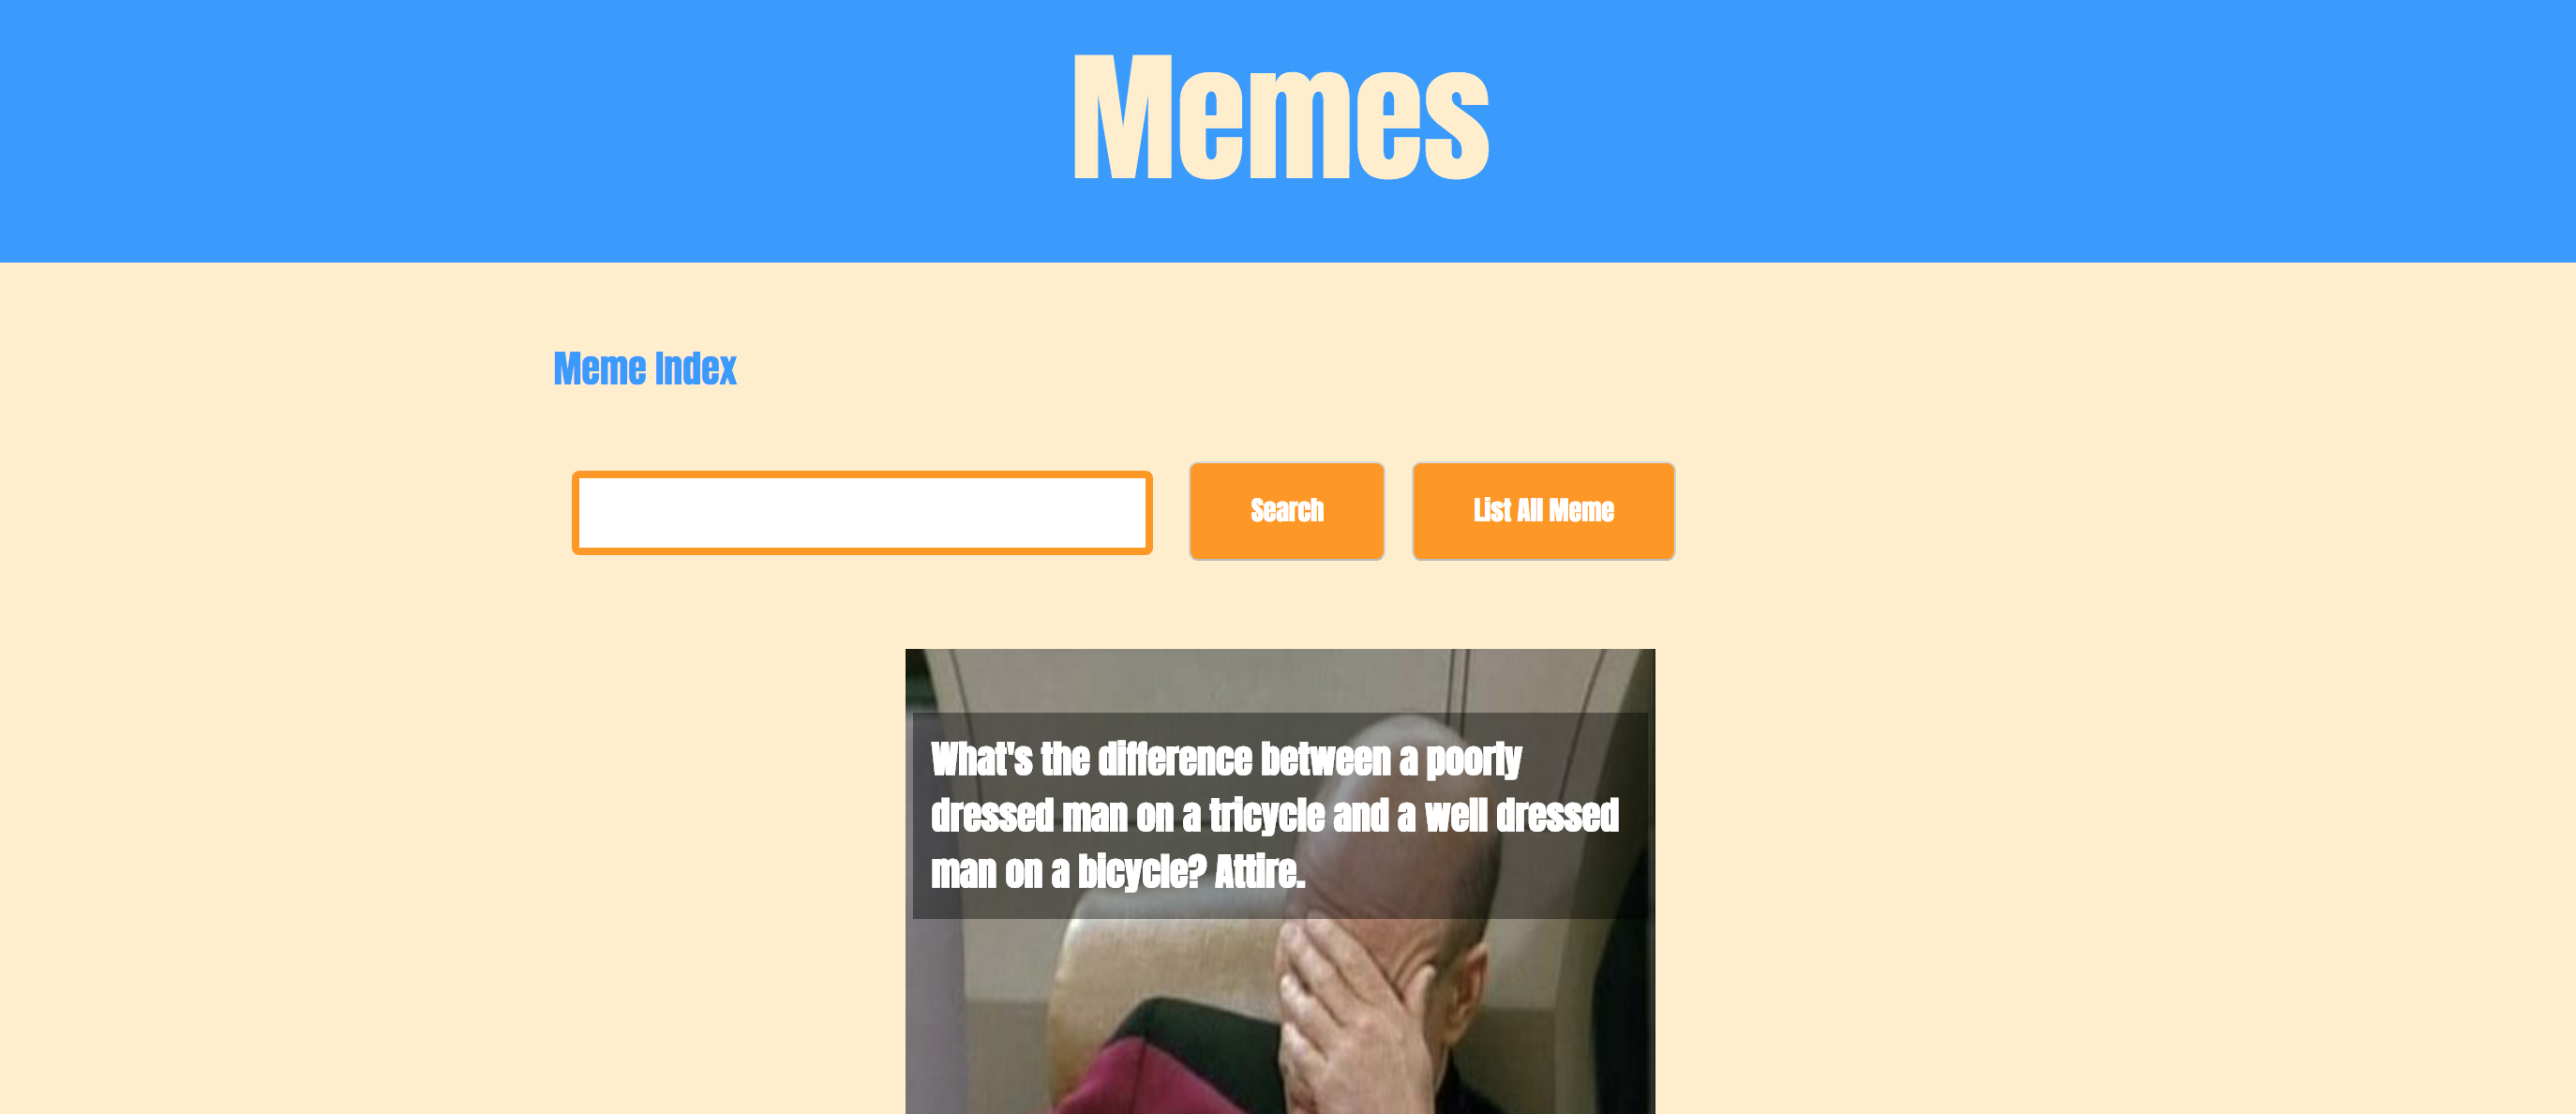 Memes
Meme Index
Search
List All Meme
What's the difference between a poorly
dressed man on a tricycle and a well dressed
man on a bicycle? Attire.